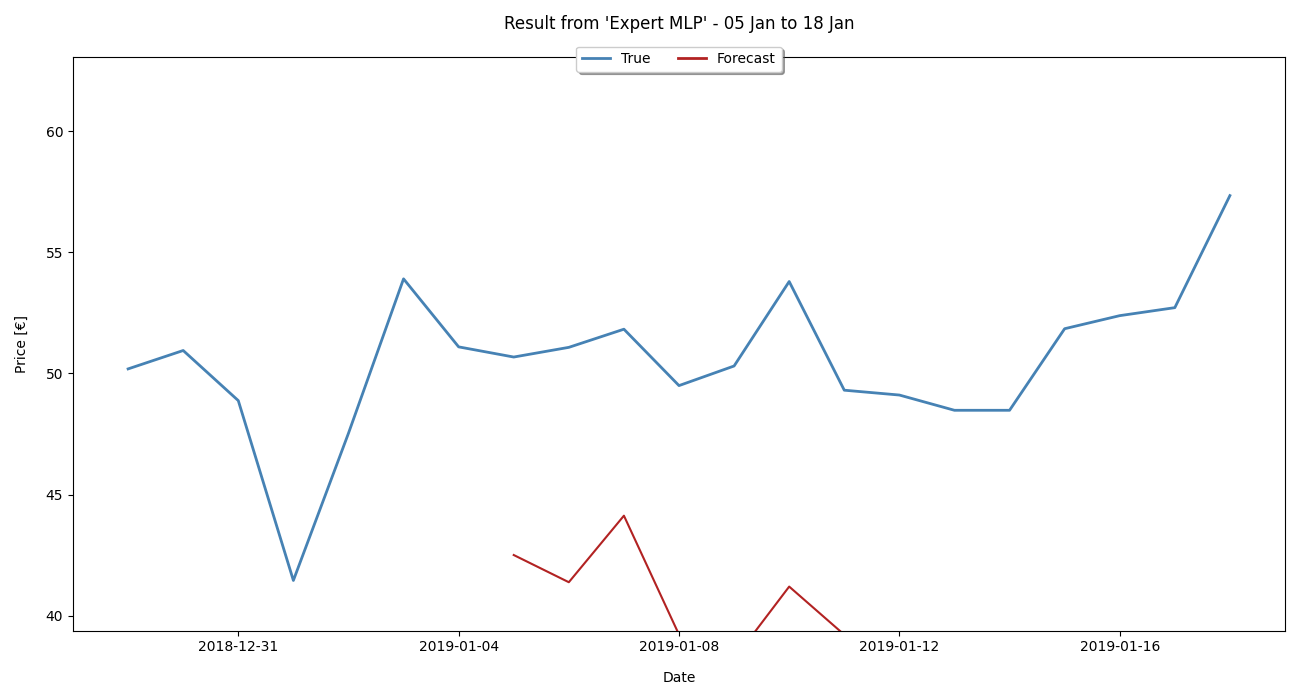 Result from 'Expert MLP' - 05 Jan to 18 Jan
True Forecast
Price [€]
60
55
50
45
40
2018-12-31 2019-01-04 2019-01-08 2019-01-12 2019-01-16
Date